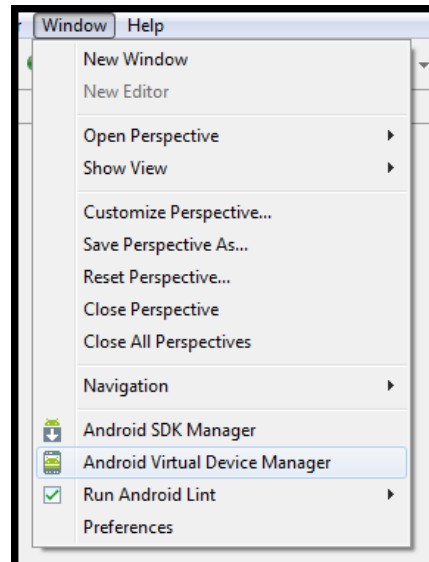 Window Help
New Window
New Editor
Open Perspective
Show View
Customize Perspective...
Save Perspective As...
Reset Perspective...
Close Perspective
Close All Perspectives
Navigation
Android SDK Manager
Android Virtual Device Manager
Run Android Lint
Preferences